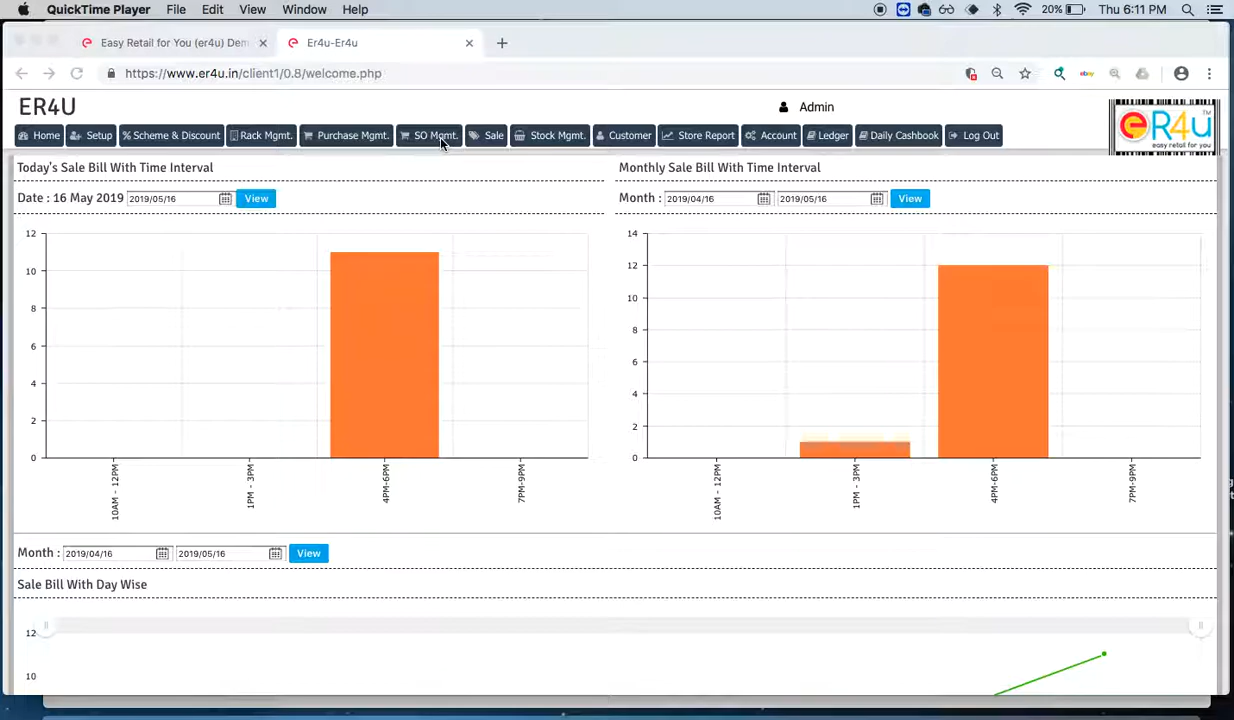 QuickTime Player File Edit View Window Help 20% Thu 6:11 PM
Easy Retail for You (er4u) Dem Er4u-Er4u
https://www.er4u.in/client1/0.8/welcome.php
ebay
ER4U
Admin
eR4u
easy retail for you
Home Setup Scheme & Discount Rack Mgmt. Purchase Mgmt. SO Mgmt. Sale Stock Mgmt. Customer Store Report Account Ledger Daily Cashbook Log Out
Today's Sale Bill With Time Interval
Date : 16 May 2019 2019/05/16 View
12
10
8
6
4
2
0
10AM - 12PM
1PM - 3PM
4PM-6PM
7PM-9PM
Monthly Sale Bill With Time Interval
Month : 2019/04/16 2019/05/16 View
14
12
10
8
6
4
2
0
10AM - 12PM
1PM - 3PM
4PM-6PM
7PM-9PM
Month : 2019/04/16 2019/05/16 View
Sale Bill With Day Wise
12
10